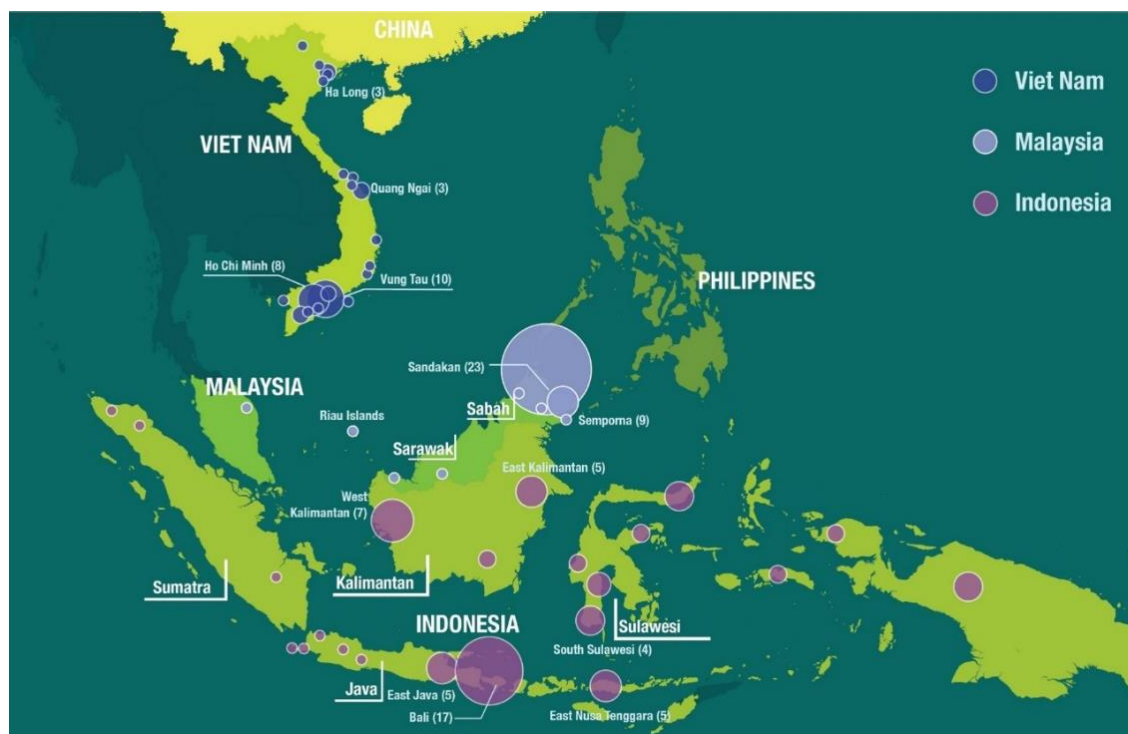 CHINA
Viet Nam
Ha Long (3)
Malaysia
VIET NAM
Quang Ngai (3)
Indonesia
Ho Chi Minh (8)
Vung Tau (10)
PHILIPPINES
Sandakan (23)
MALAYSIA
Riau Islands
Sabah
Semporna (9)
Sarawak
East Kalimantan (5)
West
Kalimantan (7)
Sumatra
Kalimantan
INDONESIA
Sulawesi
South Sulawesi (4)
Java
East Java (5)
Bali (17)
East Nusa Tenggara (5)